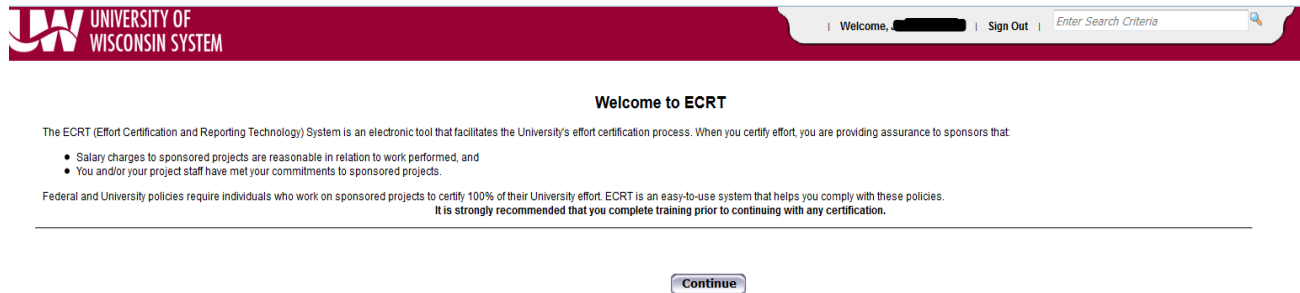 UNIVERSITY OF
WISCONSIN SYSTEM
| Welcome, J | Sign Out | Enter Search Criteria
Welcome to ECRT
The ECRT (Effort Certification and Reporting Technology) System is an electronic tool that facilitates the University's effort certification process. When you certify effort, you are providing assurance to sponsors that:
• Salary charges to sponsored projects are reasonable in relation to work performed, and
• You and/or your project staff have met your commitments to sponsored projects.
Federal and University policies require individuals who work on sponsored projects to certify 100% of their University effort. ECRT is an easy-to-use system that helps you comply with these policies.
It is strongly recommended that you complete training prior to continuing with any certification.
Continue